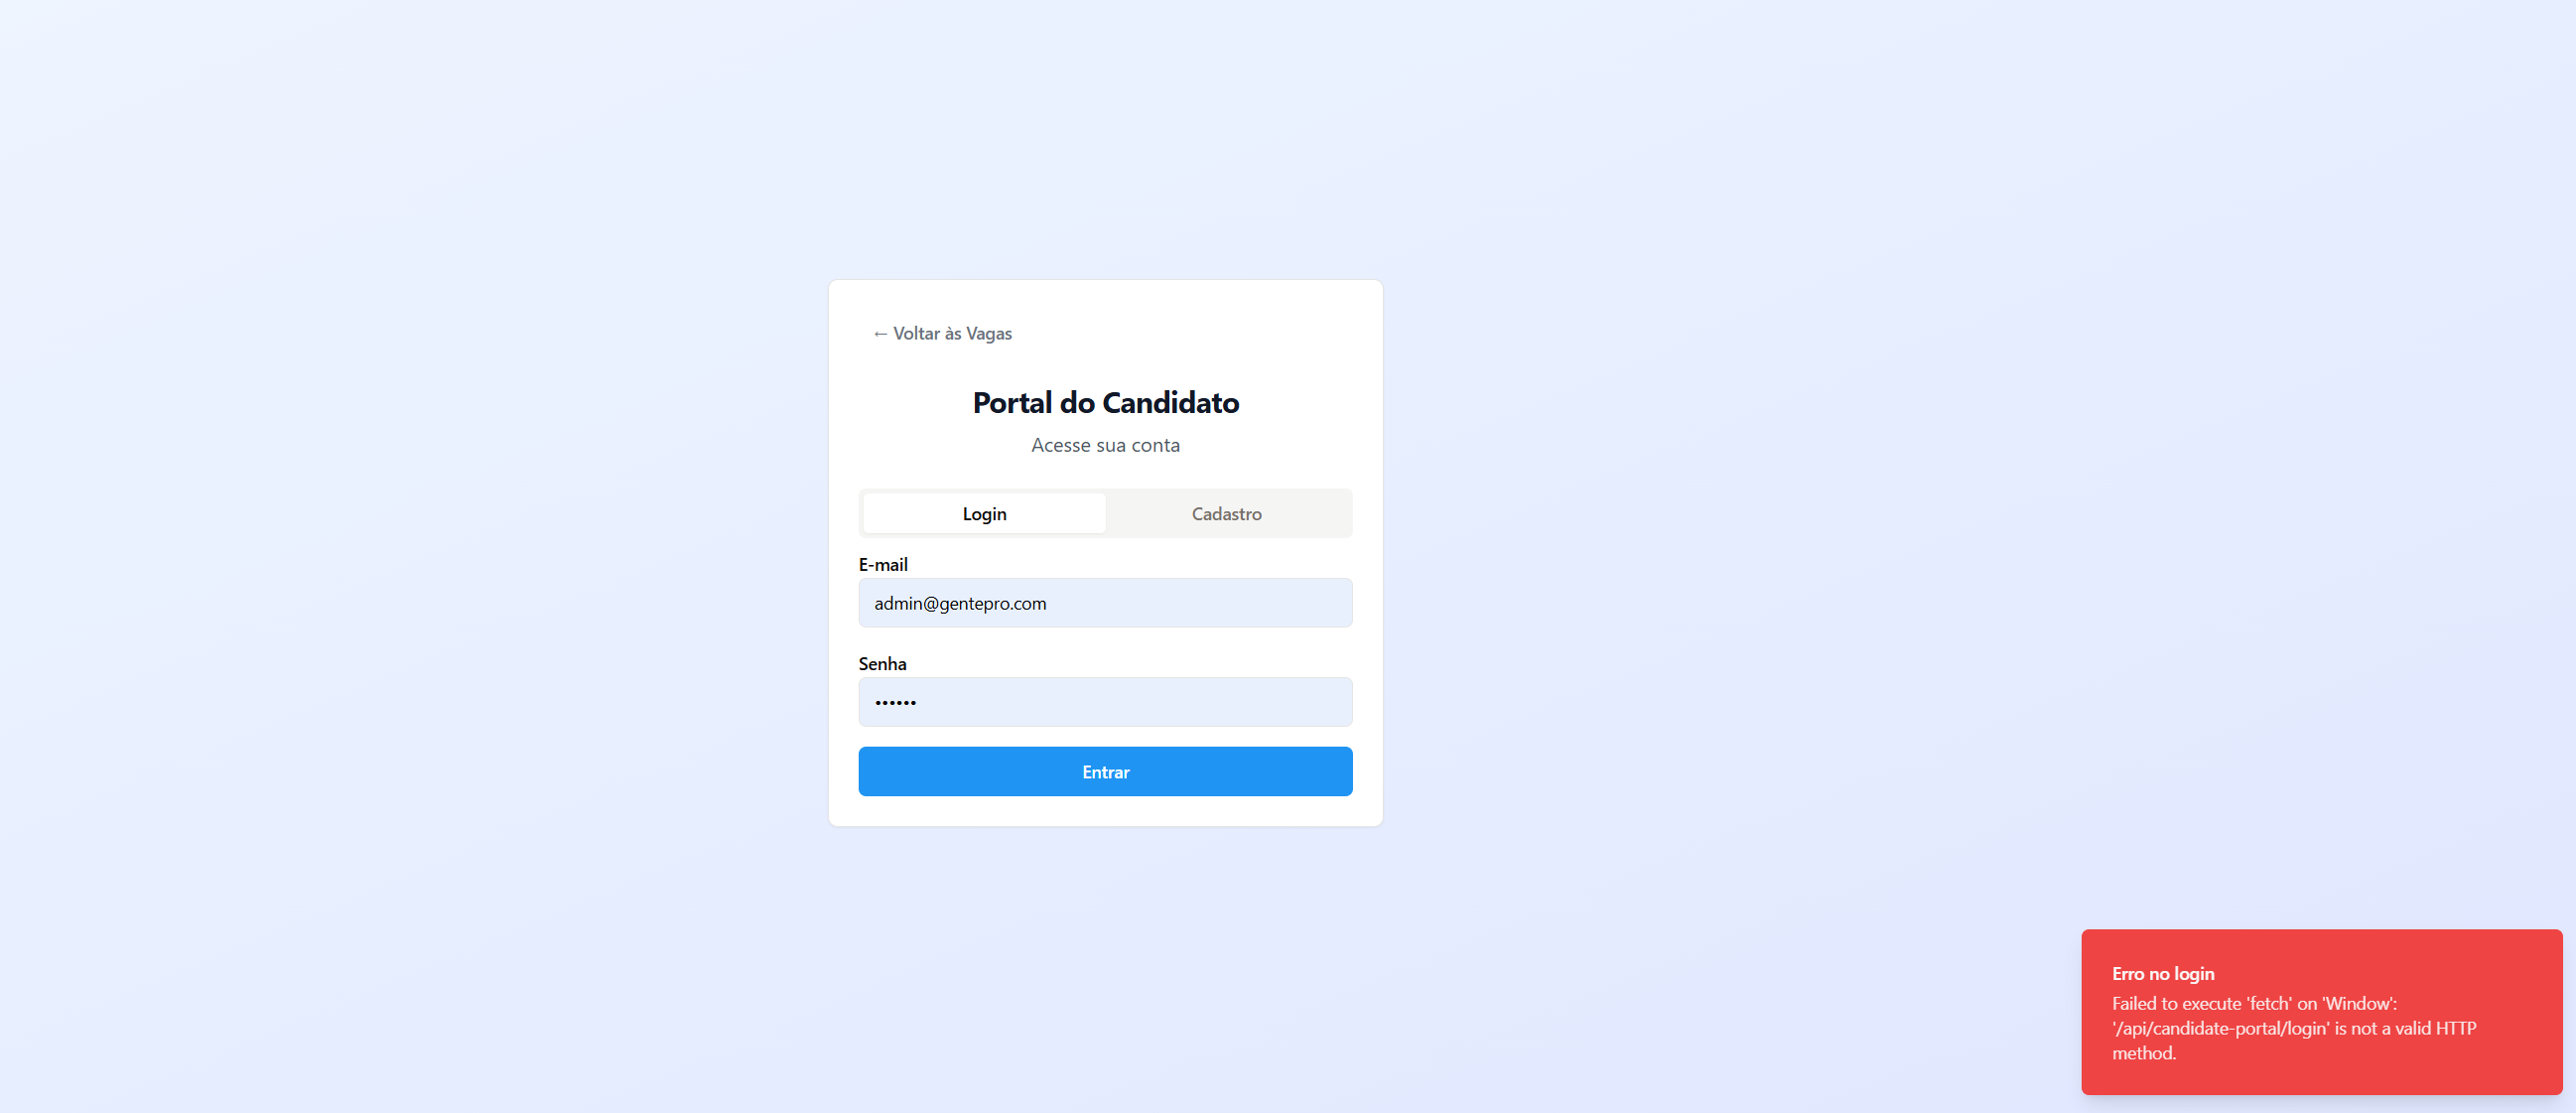 ← Voltar às Vagas
Portal do Candidato
Acesse sua conta
Login
Cadastro
E-mail
admin@gentepro.com
Senha
••••••
Entrar
Erro no login
Failed to execute 'fetch' on 'Window':
'/api/candidate-portal/login' is not a valid HTTP
method.